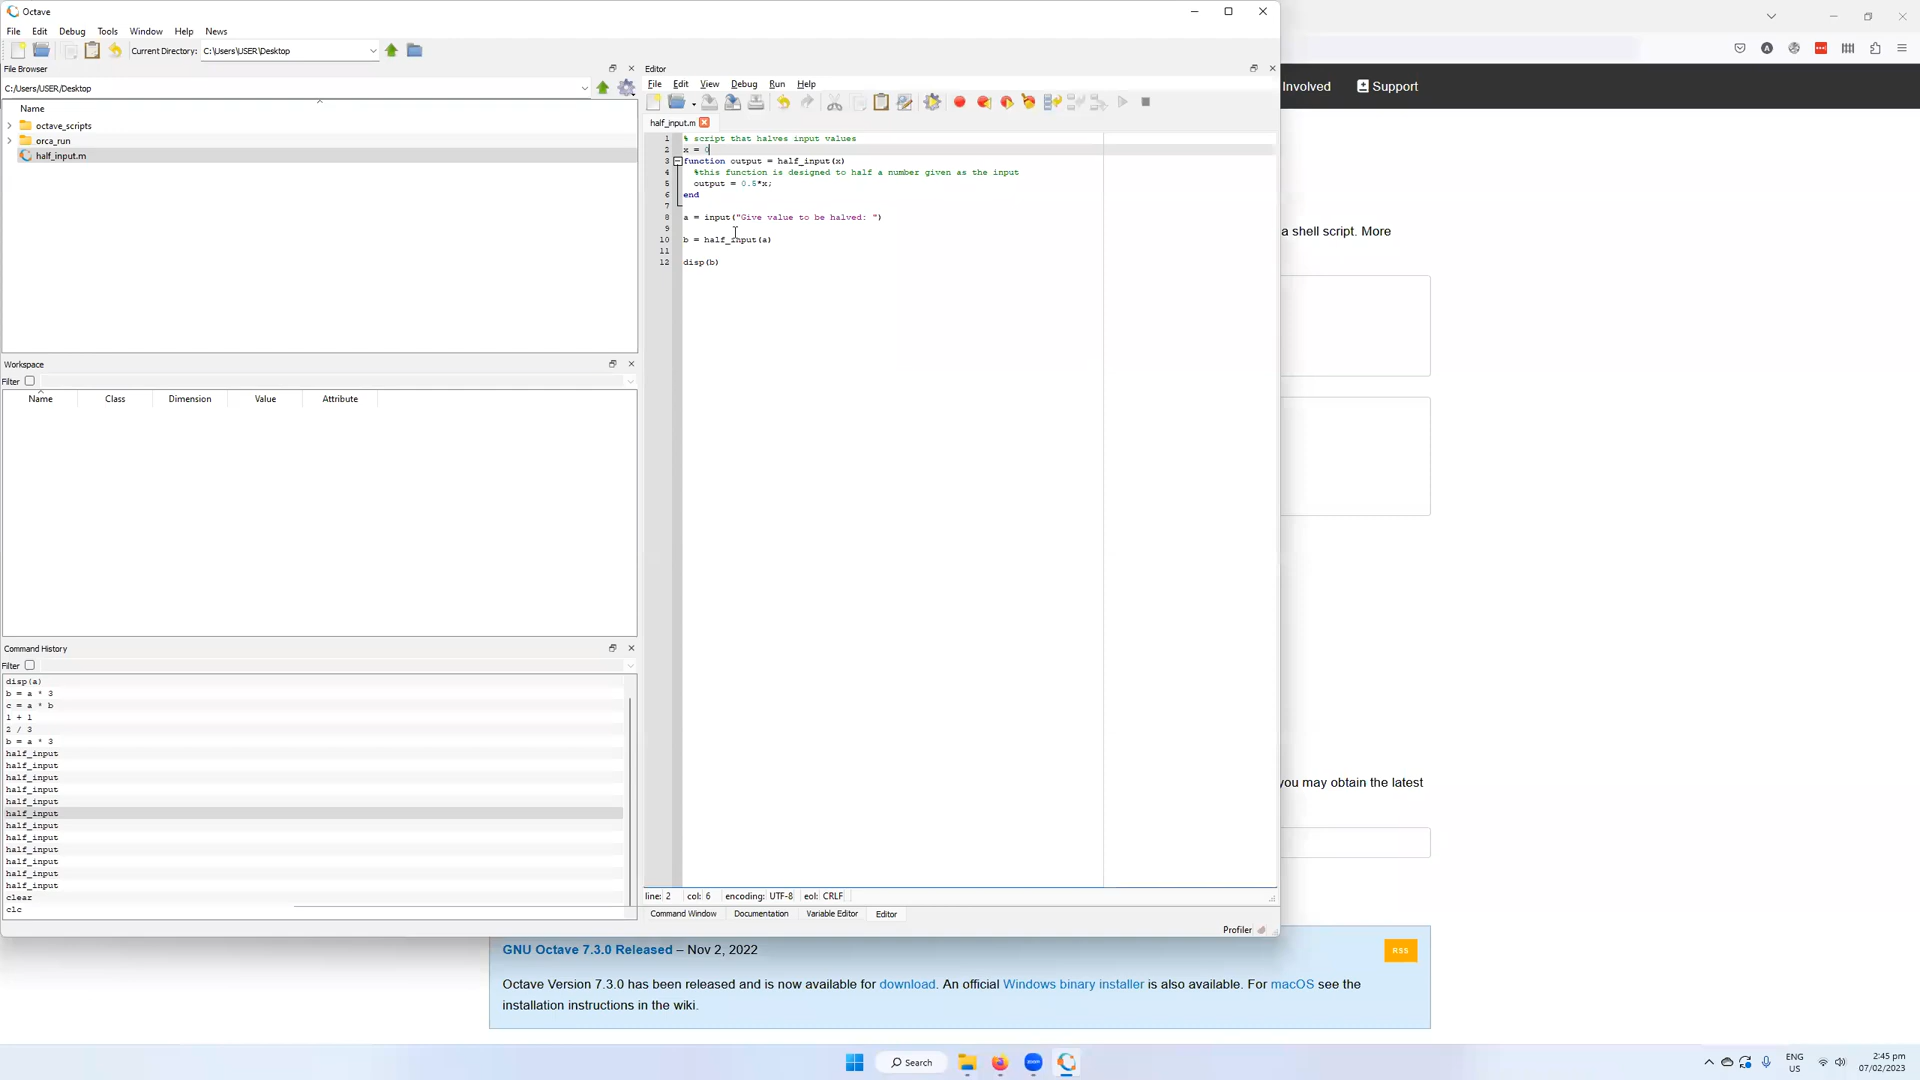 Octave
File Edit Debug Tools Window Help News
Current Directory: C:\Users\USER\Desktop
File Browser
C:/Users/USER/Desktop
Name
octave_scripts
orca_run
half_input.m
Workspace
Filter
Name Class Dimension Value Attribute
Command History
Filter
disp(a)
b = a * 3
c = a * b
1 + 1
2 / 3
b = a * 3
half_input
half_input
half_input
half_input
half_input
half_input
half_input
half_input
half_input
half_input
half_input
half_input
clear
clc
Editor
File Edit View Debug Run Help
half_input.m
1 % script that halves input values
2 x = 0
3 function output = half_input(x)
4 %this function is designed to half a number given as the input
5 output = 0.5*x;
6 end
7
8 a = input("Give value to be halved: ")
9
10 b = half_input(a)
11
12 disp(b)
line: 2 col: 6 encoding: UTF-8 eol: CRLF
Command Window Documentation Variable Editor Editor
Profiler
Involved Support
a shell script. More
you may obtain the latest
GNU Octave 7.3.0 Released – Nov 2, 2022
RSS
Octave Version 7.3.0 has been released and is now available for download. An official Windows binary installer is also available. For macOS see the
installation instructions in the wiki.
Search
zoom
ENG
US
2:45 pm
07/02/2023